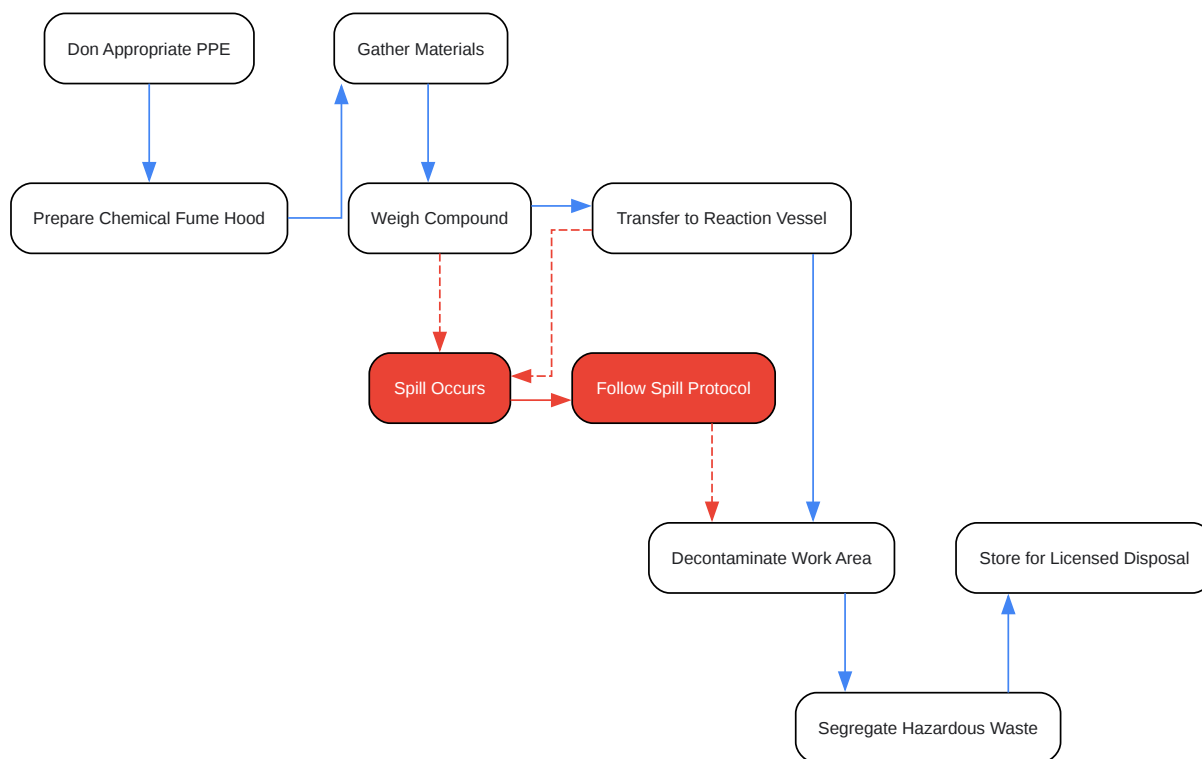 Don Appropriate PPE
Gather Materials
Prepare Chemical Fume Hood
Weigh Compound
Transfer to Reaction Vessel
Spill Occurs
Follow Spill Protocol
Decontaminate Work Area
Store for Licensed Disposal
Segregate Hazardous Waste